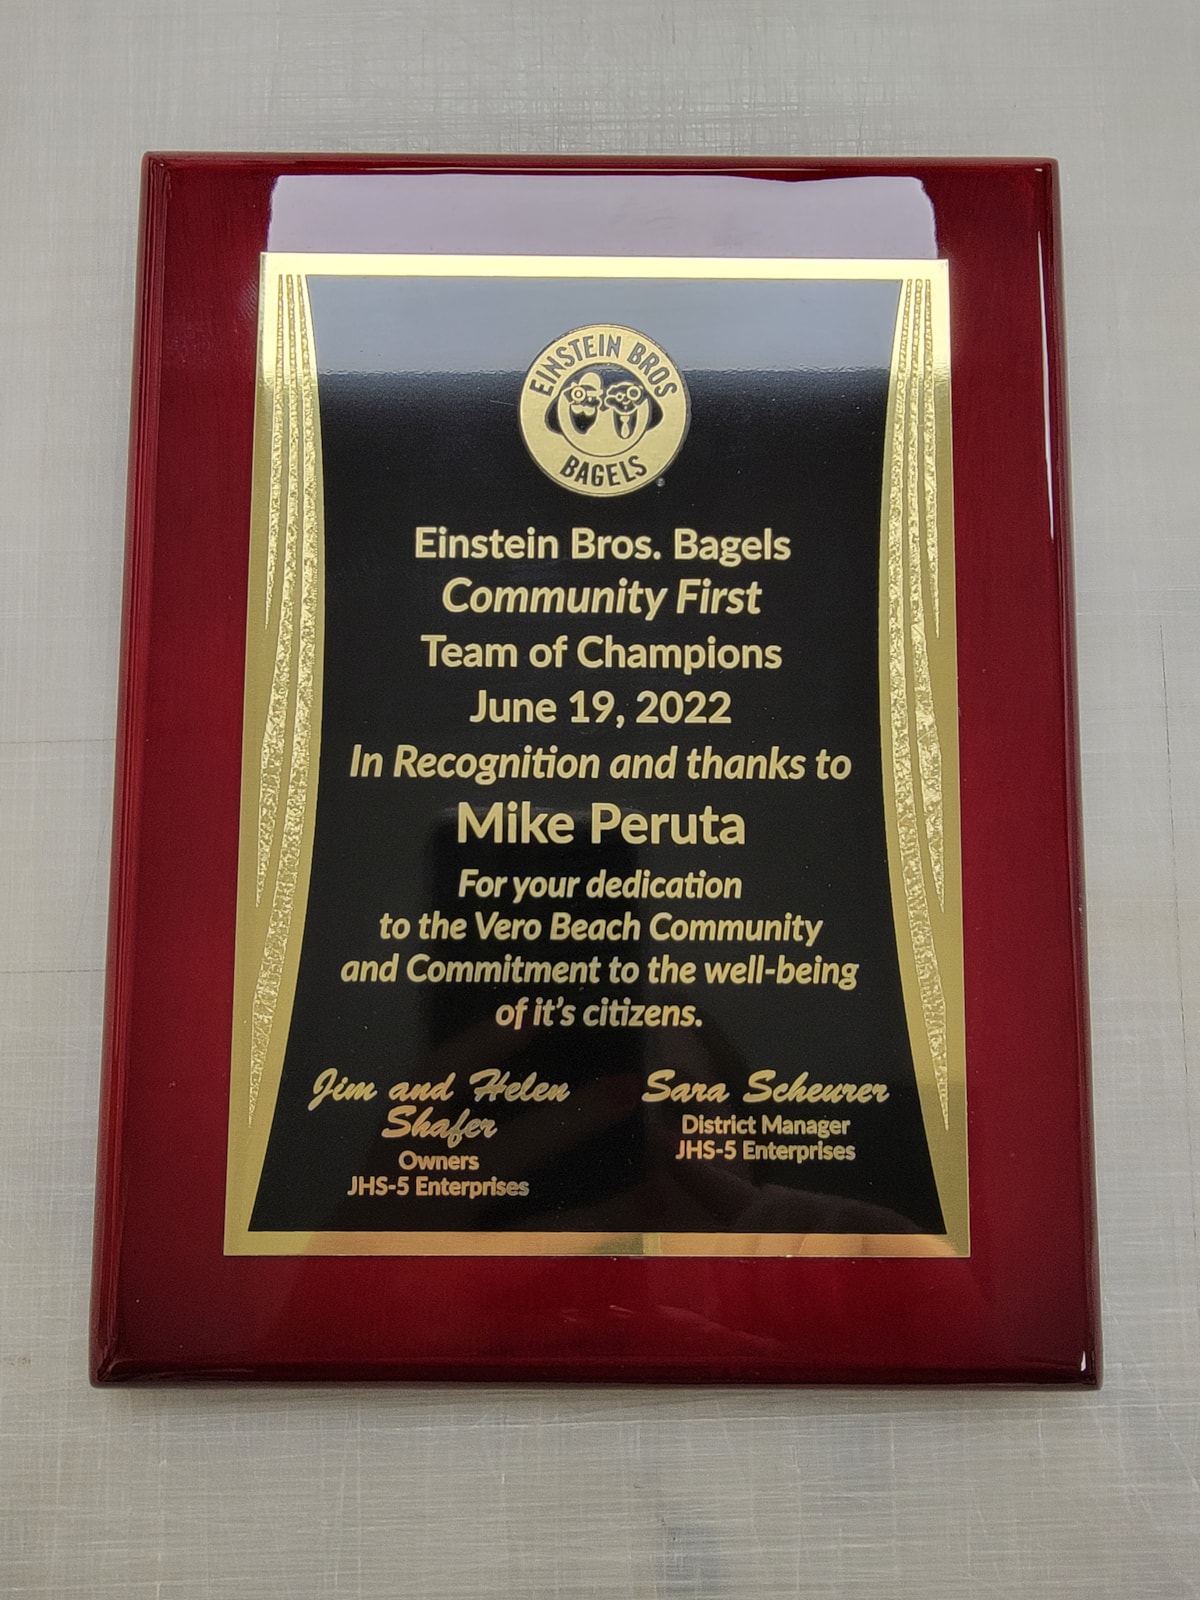 EINSTEIN BROS
BAGELS
Einstein Bros. Bagels
Community First
Team of Champions
June 19, 2022
In Recognition and thanks to
Mike Peruta
For your dedication
to the Vero Beach Community
and Commitment to the well-being
of it's citizens.
Jim and Helen
Shafer
Owners
JHS-5 Enterprises
Sara Scheurer
District Manager
JHS-5 Enterprises